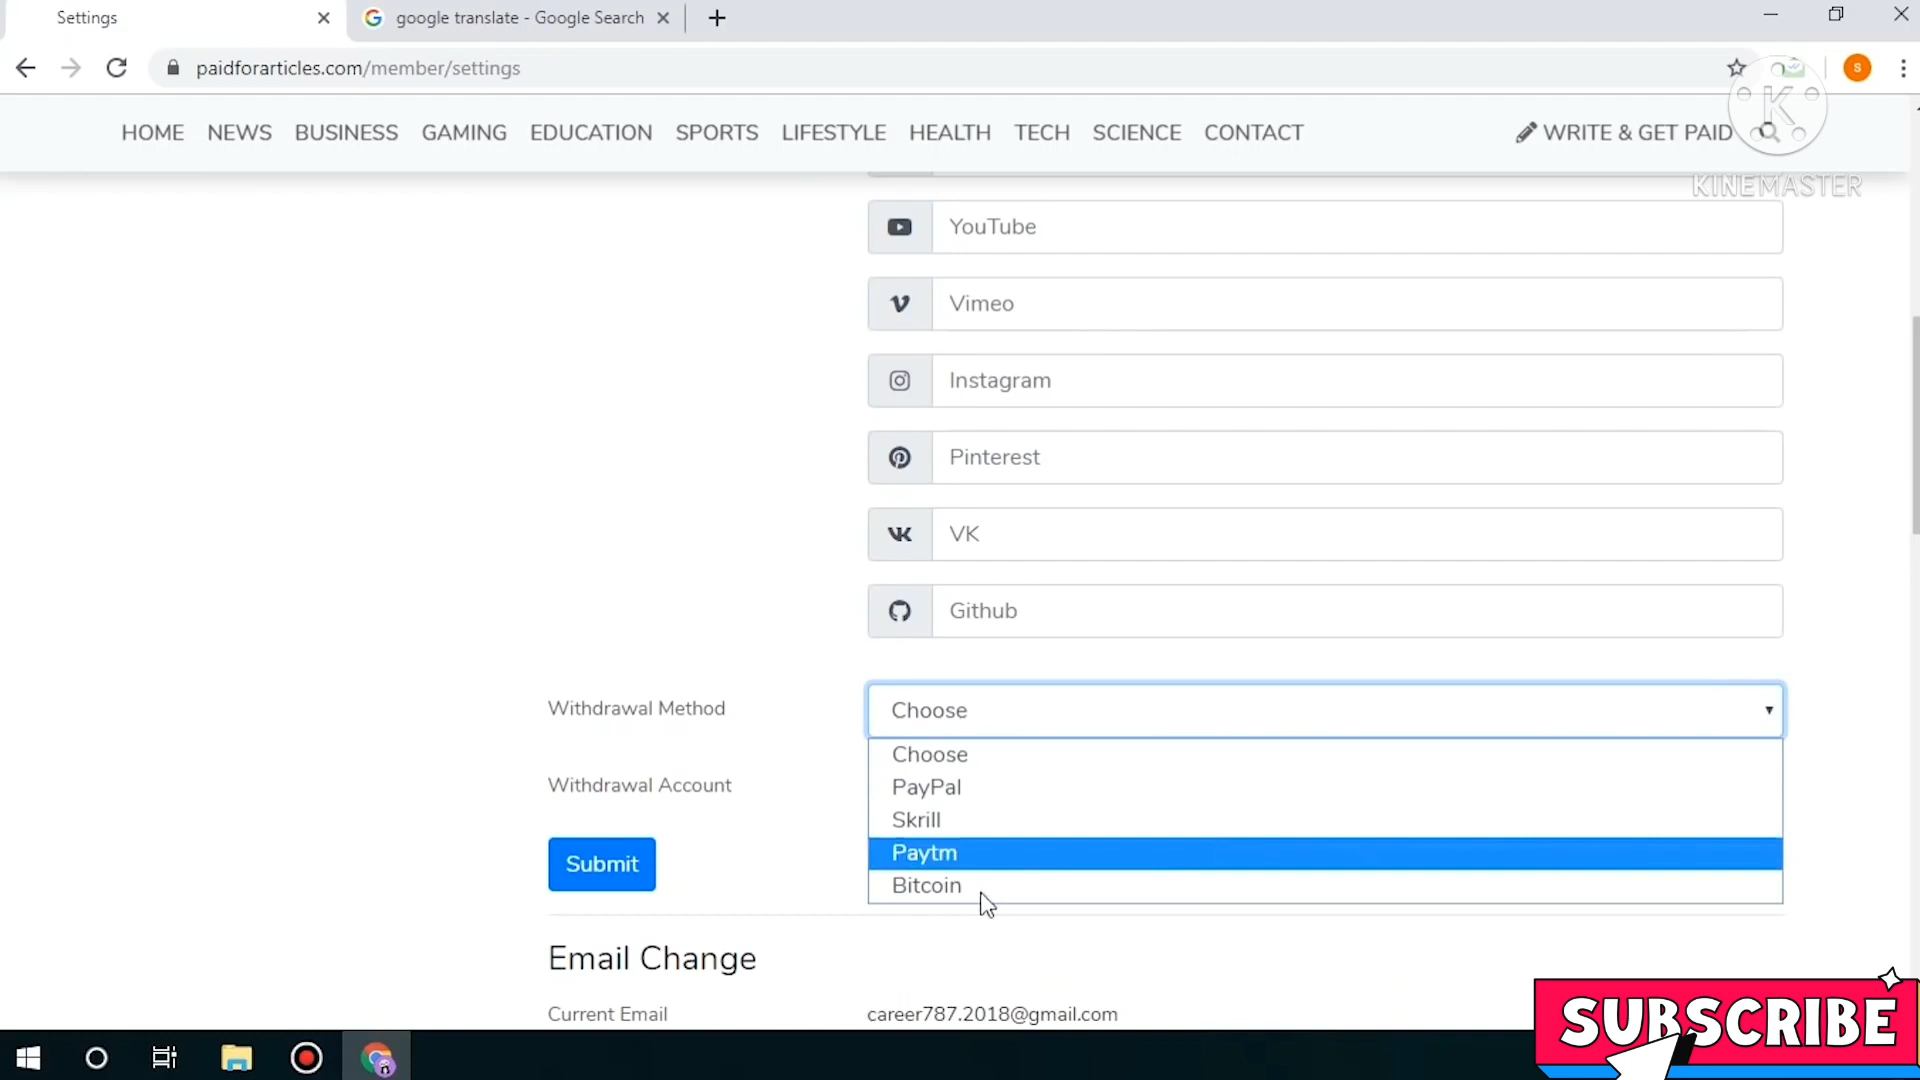 Settings
google translate - Google Search
paidforarticles.com/member/settings
S
HOME NEWS BUSINESS GAMING EDUCATION SPORTS LIFESTYLE HEALTH TECH SCIENCE CONTACT WRITE & GET PAID
K
KINEMASTER
YouTube
Vimeo
Instagram
Pinterest
VK
Github
Withdrawal Method
Choose
Choose
PayPal
Withdrawal Account
Skrill
Paytm
Submit
Bitcoin
Email Change
Current Email career787.2018@gmail.com
SUBSCRIBE